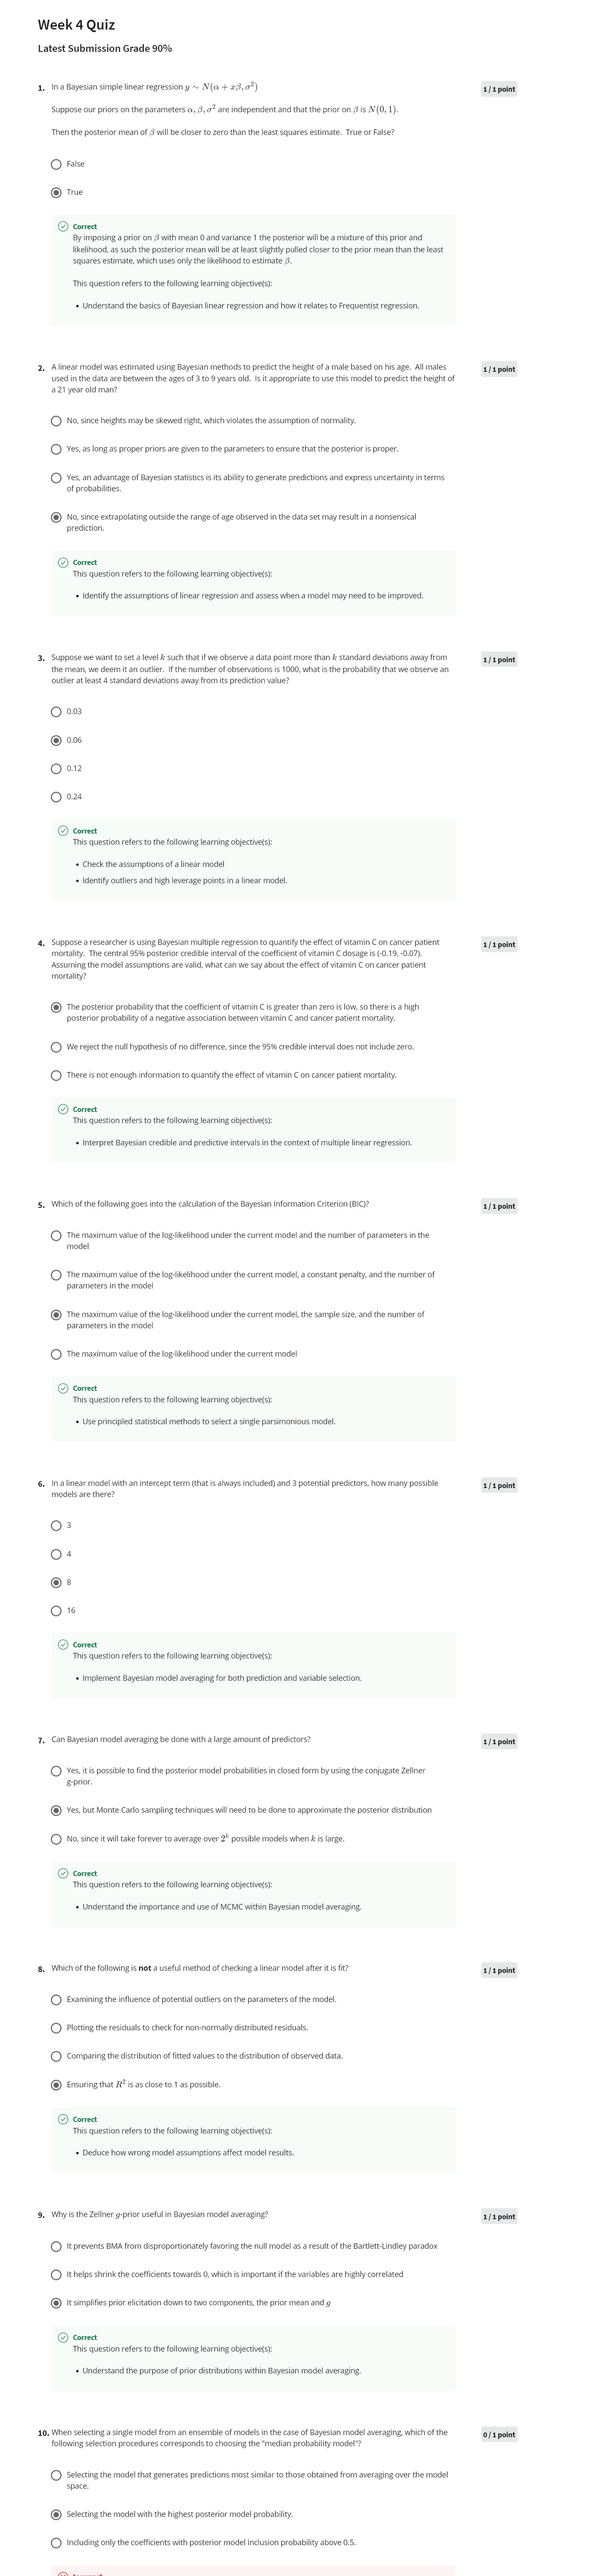 Week 4 Quiz
Latest Submission Grade 90%
1. In a Bayesian simple linear regression y ∼ N(α + xβ, σ²)
1 / 1 point
Suppose our priors on the parameters α, β, σ² are independent and that the prior on β is N(0, 1).
Then the posterior mean of β will be closer to zero than the least squares estimate. True or False?
False
True
Correct
By imposing a prior on β with mean 0 and variance 1 the posterior will be a mixture of this prior and
likelihood, as such the posterior mean will be at least slightly pulled closer to the prior mean than the least
squares estimate, which uses only the likelihood to estimate β.
This question refers to the following learning objective(s):
• Understand the basics of Bayesian linear regression and how it relates to Frequentist regression.
2. A linear model was estimated using Bayesian methods to predict the height of a male based on his age. All males
1 / 1 point
used in the data are between the ages of 3 to 9 years old. Is it appropriate to use this model to predict the height of
a 21 year old man?
No, since heights may be skewed right, which violates the assumption of normality.
Yes, as long as proper priors are given to the parameters to ensure that the posterior is proper.
Yes, an advantage of Bayesian statistics is its ability to generate predictions and express uncertainty in terms
of probabilities.
No, since extrapolating outside the range of age observed in the data set may result in a nonsensical
prediction.
Correct
This question refers to the following learning objective(s):
• Identify the assumptions of linear regression and assess when a model may need to be improved.
3. Suppose we want to set a level k such that if we observe a data point more than k standard deviations away from
1 / 1 point
the mean, we deem it an outlier. If the number of observations is 1000, what is the probability that we observe an
outlier at least 4 standard deviations away from its prediction value?
0.03
0.06
0.12
0.24
Correct
This question refers to the following learning objective(s):
• Check the assumptions of a linear model
• Identify outliers and high leverage points in a linear model.
4. Suppose a researcher is using Bayesian multiple regression to quantify the effect of vitamin C on cancer patient
1 / 1 point
mortality. The central 95% posterior credible interval of the coefficient of vitamin C dosage is (-0.19, -0.07).
Assuming the model assumptions are valid, what can we say about the effect of vitamin C on cancer patient
mortality?
The posterior probability that the coefficient of vitamin C is greater than zero is low, so there is a high
posterior probability of a negative association between vitamin C and cancer patient mortality.
We reject the null hypothesis of no difference, since the 95% credible interval does not include zero.
There is not enough information to quantify the effect of vitamin C on cancer patient mortality.
Correct
This question refers to the following learning objective(s):
• Interpret Bayesian credible and predictive intervals in the context of multiple linear regression.
5. Which of the following goes into the calculation of the Bayesian Information Criterion (BIC)?
1 / 1 point
The maximum value of the log-likelihood under the current model and the number of parameters in the
model
The maximum value of the log-likelihood under the current model, a constant penalty, and the number of
parameters in the model
The maximum value of the log-likelihood under the current model, the sample size, and the number of
parameters in the model
The maximum value of the log-likelihood under the current model
Correct
This question refers to the following learning objective(s):
• Use principled statistical methods to select a single parsimonious model.
6. In a linear model with an intercept term (that is always included) and 3 potential predictors, how many possible
1 / 1 point
models are there?
3
4
8
16
Correct
This question refers to the following learning objective(s):
• Implement Bayesian model averaging for both prediction and variable selection.
7. Can Bayesian model averaging be done with a large amount of predictors?
1 / 1 point
Yes, it is possible to find the posterior model probabilities in closed form by using the conjugate Zellner
g-prior.
Yes, but Monte Carlo sampling techniques will need to be done to approximate the posterior distribution
No, since it will take forever to average over 2ᵏ possible models when k is large.
Correct
This question refers to the following learning objective(s):
• Understand the importance and use of MCMC within Bayesian model averaging.
8. Which of the following is not a useful method of checking a linear model after it is fit?
1 / 1 point
Examining the influence of potential outliers on the parameters of the model.
Plotting the residuals to check for non-normally distributed residuals.
Comparing the distribution of fitted values to the distribution of observed data.
Ensuring that R² is as close to 1 as possible.
Correct
This question refers to the following learning objective(s):
• Deduce how wrong model assumptions affect model results.
9. Why is the Zellner g-prior useful in Bayesian model averaging?
1 / 1 point
It prevents BMA from disproportionately favoring the null model as a result of the Bartlett-Lindley paradox
It helps shrink the coefficients towards 0, which is important if the variables are highly correlated
It simplifies prior elicitation down to two components, the prior mean and g
Correct
This question refers to the following learning objective(s):
• Understand the purpose of prior distributions within Bayesian model averaging.
10. When selecting a single model from an ensemble of models in the case of Bayesian model averaging, which of the
0 / 1 point
following selection procedures corresponds to choosing the "median probability model"?
Selecting the model that generates predictions most similar to those obtained from averaging over the model
space.
Selecting the model with the highest posterior model probability.
Including only the coefficients with posterior model inclusion probability above 0.5.